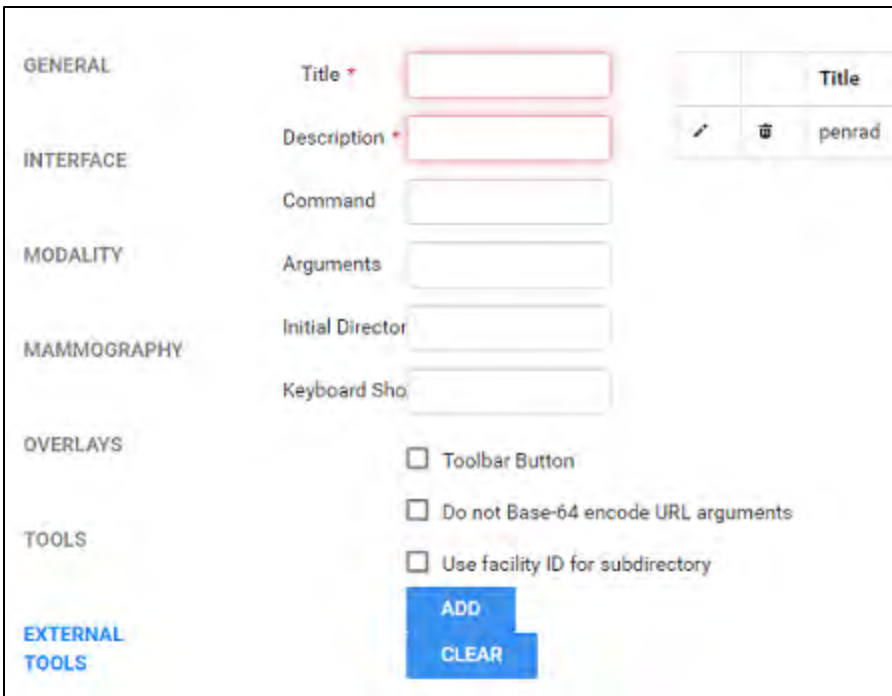 GENERAL
INTERFACE
MODALITY
MAMMOGRAPHY
OVERLAYS
TOOLS
EXTERNAL
TOOLS
Title *
Description *
Command
Arguments
Initial Director
Keyboard Sho
Toolbar Button
Do not Base-64 encode URL arguments
Use facility ID for subdirectory
ADD
CLEAR
Title
penrad